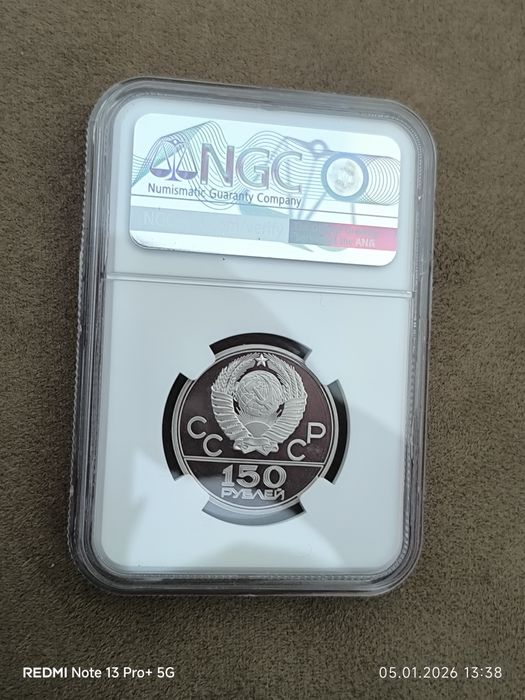 NGC
Numismatic Guaranty Company
СССР
150
РУБЛЕЙ
REDMI Note 13 Pro+ 5G
05.01.2026 13:38